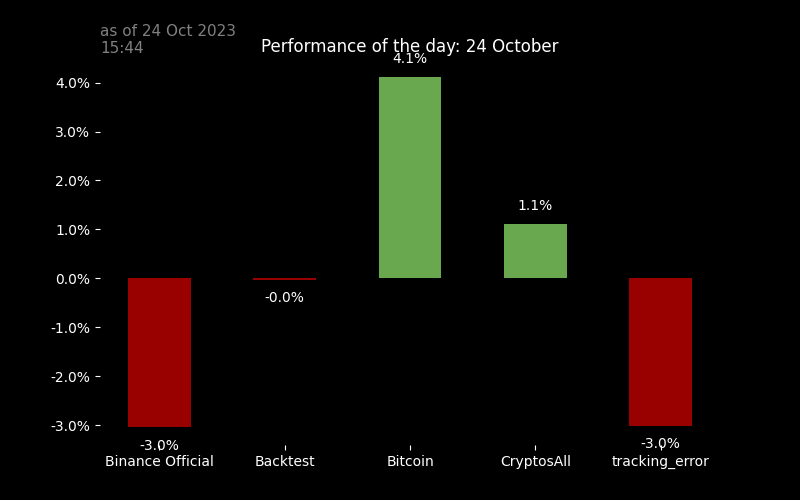 as of 24 Oct 2023
15:44
Performance of the day: 24 October
4.1%
4.0%
3.0%
2.0%
1.1%
1.0%
0.0%
-0.0%
-1.0%
-2.0%
-3.0%
-3.0%
-3.0%
Binance Official
Backtest
Bitcoin
CryptosAll
tracking_error